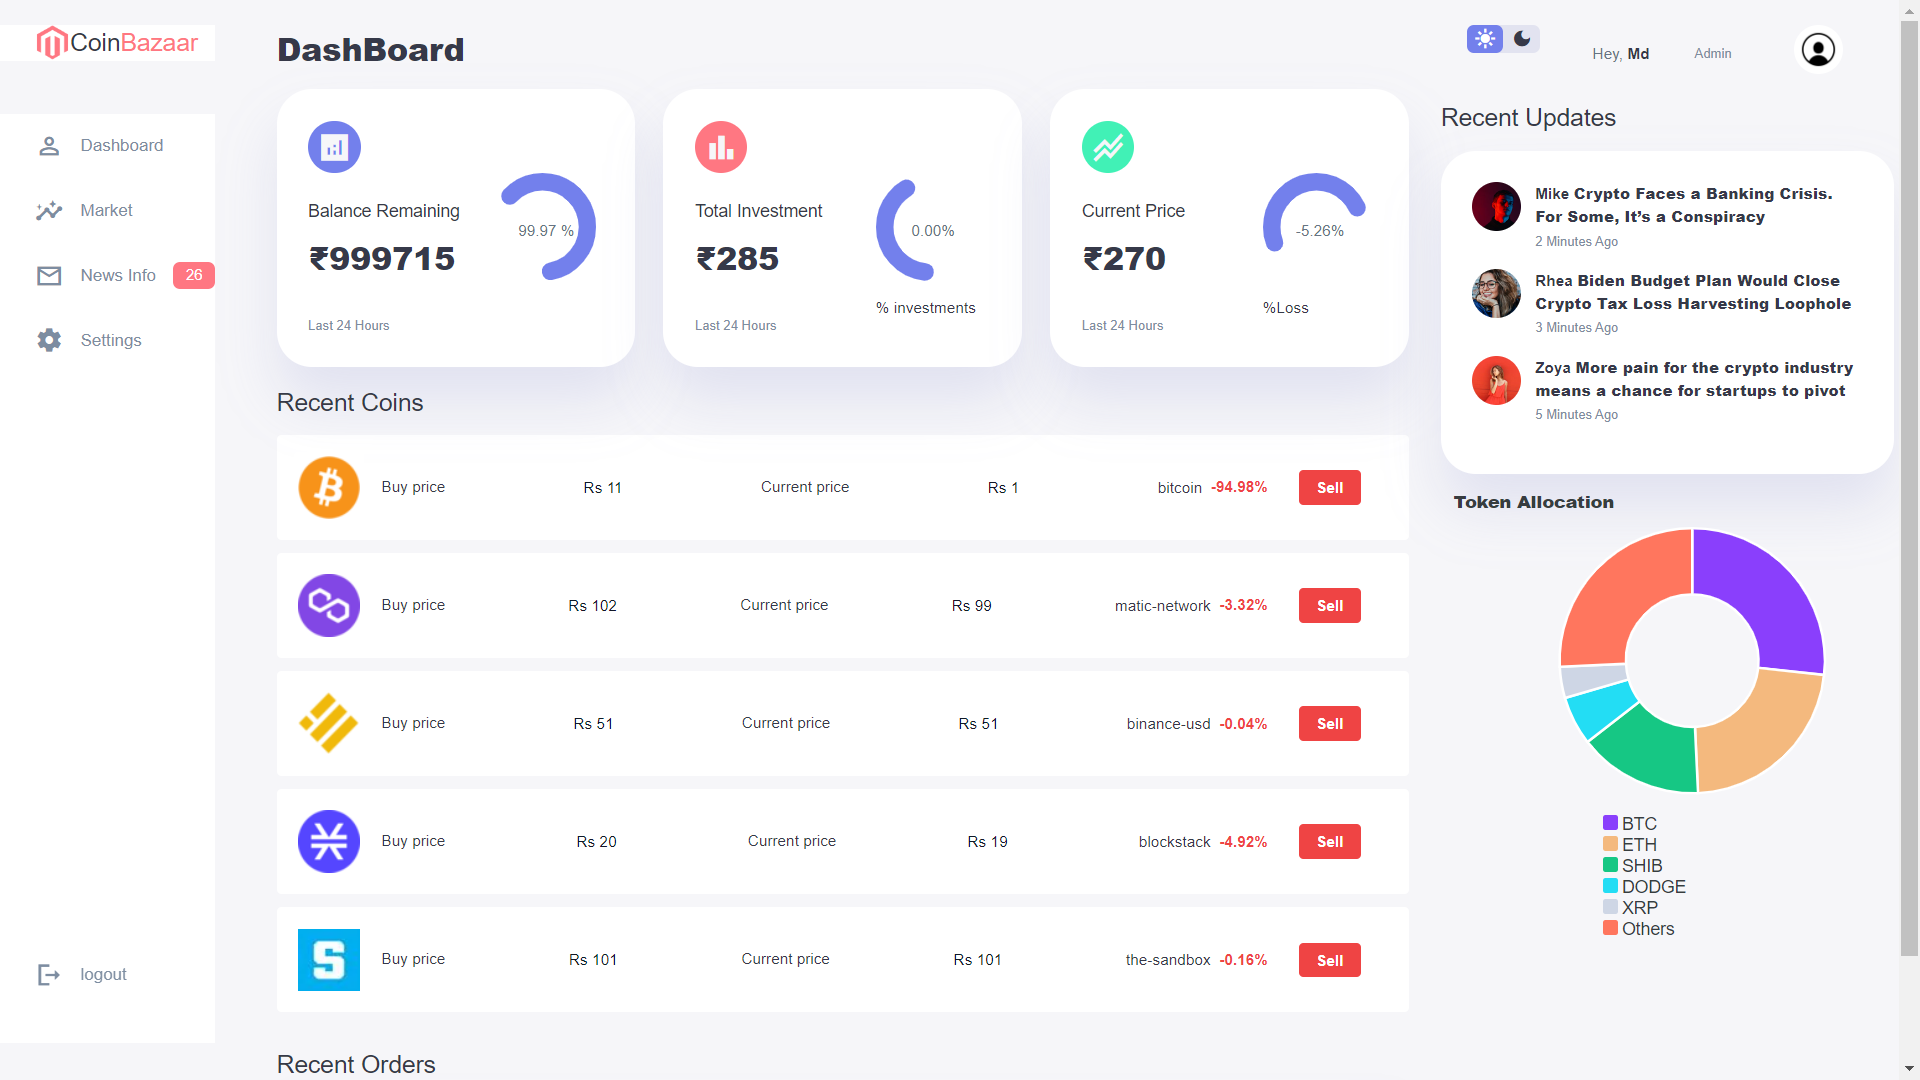 CoinBazaar
DashBoard
Hey, Md
Admin
Dashboard
Market
News Info
26
Settings
logout
Balance Remaining
₹999715
99.97 %
Last 24 Hours
Total Investment
₹285
0.00%
% investments
Last 24 Hours
Current Price
₹270
-5.26%
%Loss
Last 24 Hours
Recent Coins
Buy price Rs 11 Current price Rs 1 bitcoin -94.98% Sell
Buy price Rs 102 Current price Rs 99 matic-network -3.32% Sell
Buy price Rs 51 Current price Rs 51 binance-usd -0.04% Sell
Buy price Rs 20 Current price Rs 19 blockstack -4.92% Sell
S
Buy price Rs 101 Current price Rs 101 the-sandbox -0.16% Sell
Recent Orders
Recent Updates
Mike Crypto Faces a Banking Crisis.
For Some, It’s a Conspiracy
2 Minutes Ago
Rhea Biden Budget Plan Would Close
Crypto Tax Loss Harvesting Loophole
3 Minutes Ago
Zoya More pain for the crypto industry
means a chance for startups to pivot
5 Minutes Ago
Token Allocation
BTC
ETH
SHIB
DODGE
XRP
Others